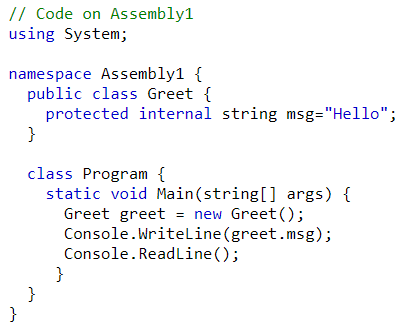 // Code on Assembly1
using System;

namespace Assembly1 {
  public class Greet {
    protected internal string msg="Hello";
  }

  class Program {
    static void Main(string[] args) {
      Greet greet = new Greet();
      Console.WriteLine(greet.msg);
      Console.ReadLine();
     }
  }
}